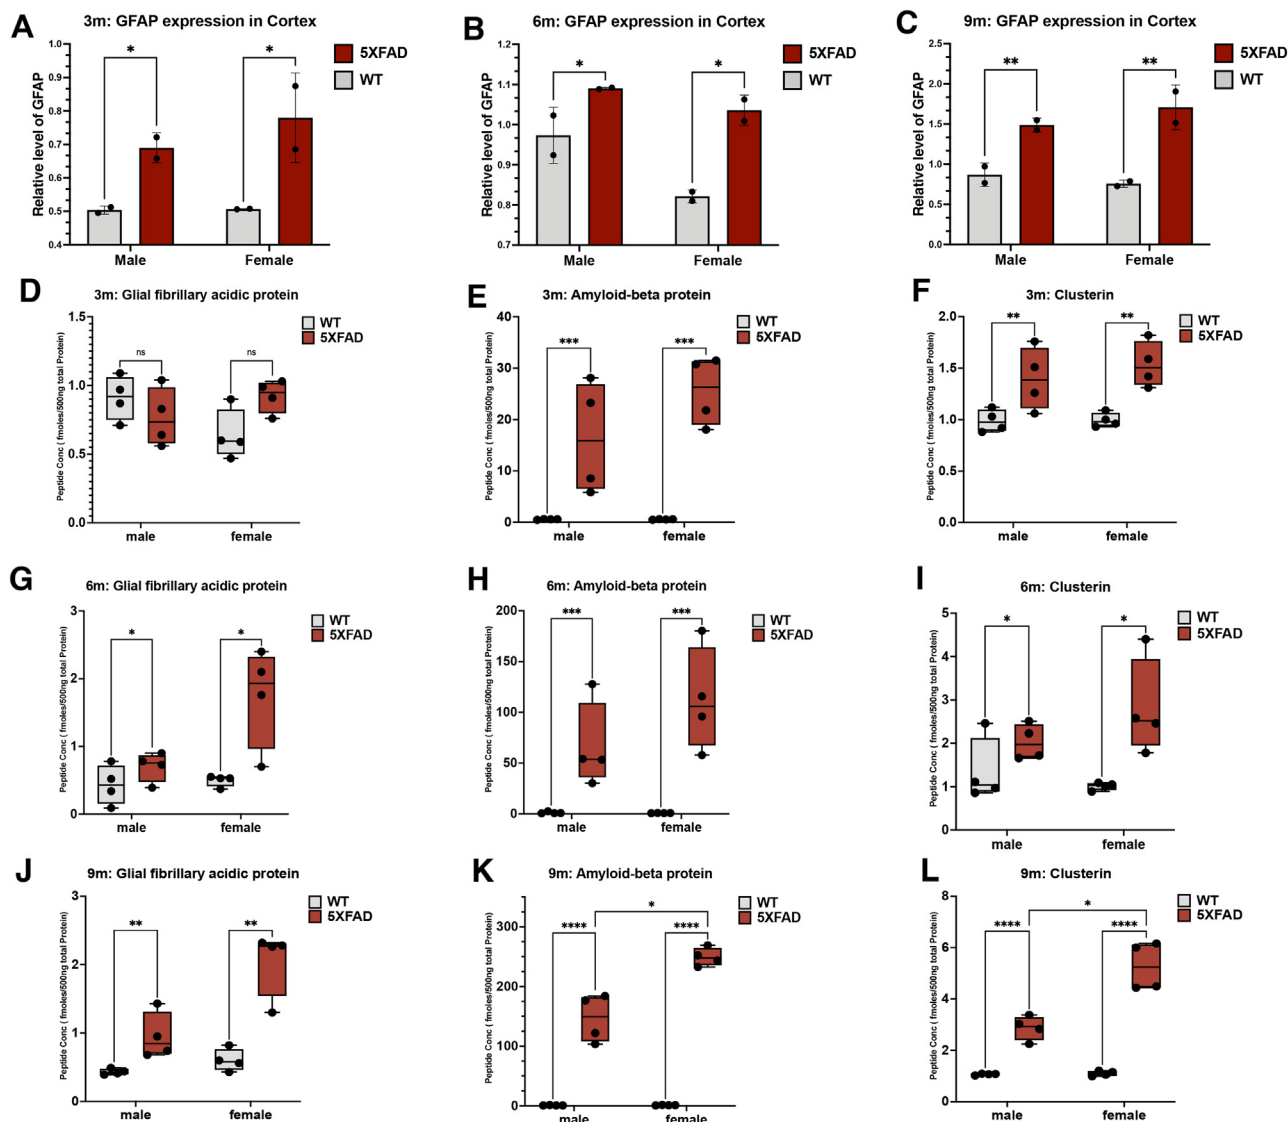 A
3m: GFAP expression in Cortex
Relative level of GFAP
1.0
0.9
0.8
0.7
0.6
0.5
0.4
*
*
Male
Female
5XFAD
WT
B
6m: GFAP expression in Cortex
Relative level of GFAP
1.2
1.1
1.0
0.9
0.8
0.7
*
*
Male
Female
5XFAD
WT
C
9m: GFAP expression in Cortex
Relative level of GFAP
2.5
2.0
1.5
1.0
0.5
0.0
**
**
Male
Female
5XFAD
WT
D
3m: Glial fibrillary acidic protein
Peptide Conc ( fmoles/500ng total Protein)
1.5
1.0
0.5
0.0
ns
ns
male
female
WT
5XFAD
E
3m: Amyloid-beta protein
Peptide Conc ( fmoles/500ng total Protein)
40
30
20
10
0
***
***
male
female
WT
5XFAD
F
3m: Clusterin
Peptide Conc ( fmoles/500ng total Protein)
2.0
1.5
1.0
0.5
0.0
**
**
male
female
WT
5XFAD
G
6m: Glial fibrillary acidic protein
Peptide Conc ( fmoles/500ng total Protein)
3
2
1
0
*
*
male
female
WT
5XFAD
H
6m: Amyloid-beta protein
Peptide Conc ( fmoles/500ng total Protein)
200
150
100
50
0
***
***
male
female
WT
5XFAD
I
6m: Clusterin
Peptide Conc ( fmoles/500ng total Protein)
5
4
3
2
1
0
*
*
male
female
WT
5XFAD
J
9m: Glial fibrillary acidic protein
Peptide Conc ( fmoles/500ng total Protein)
3
2
1
0
**
**
male
female
WT
5XFAD
K
9m: Amyloid-beta protein
Peptide Conc ( fmoles/500ng total Protein)
300
250
200
150
100
50
0
*
****
****
male
female
WT
5XFAD
L
9m: Clusterin
Peptide Conc ( fmoles/500ng total Protein)
8
6
4
2
0
*
****
****
male
female
WT
5XFAD